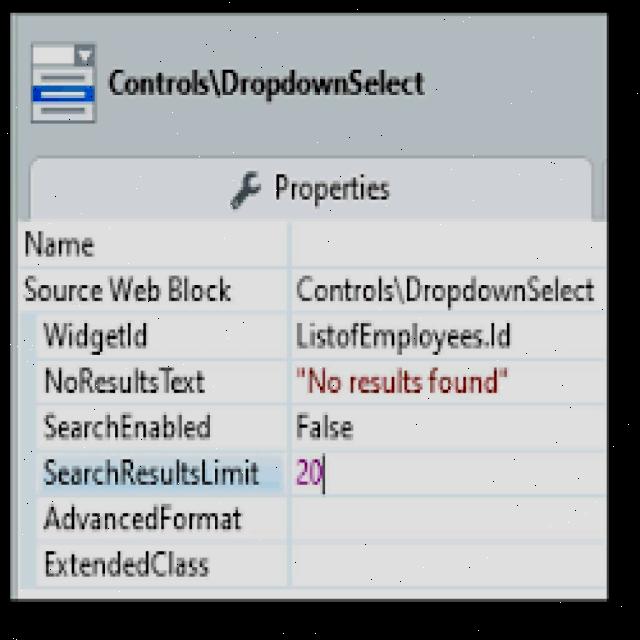 Controls\DropdownSelect
Properties
Name
Source Web Block Controls\DropdownSelect
WidgetId ListofEmployees.Id
NoResultsText "No results found"
SearchEnabled False
SearchResultsLimit 20
AdvancedFormat
ExtendedClass